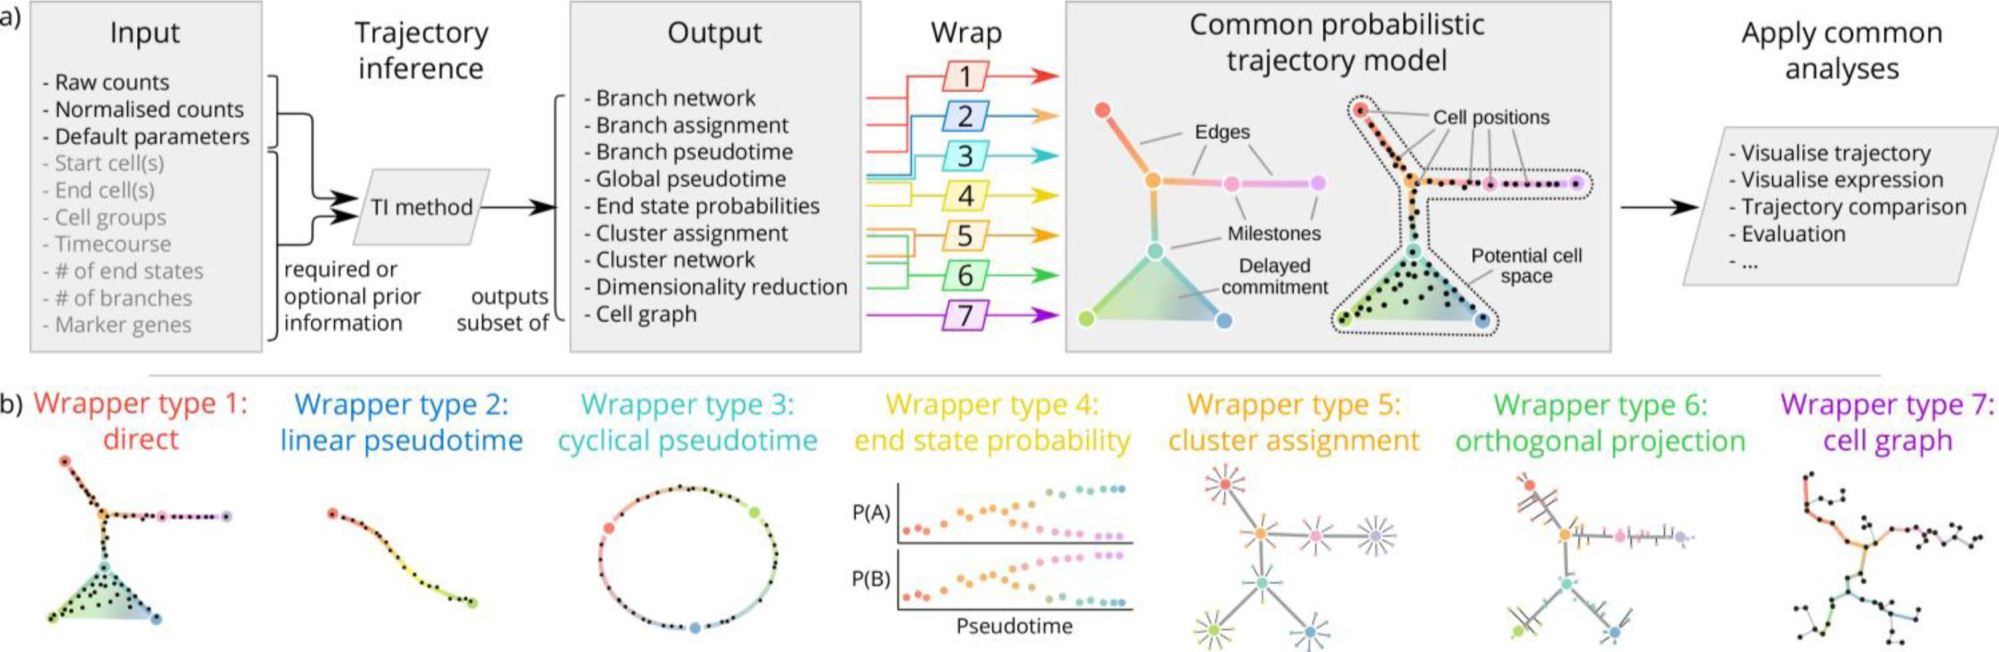 a)
Input
- Raw counts
- Normalised counts
- Default parameters
- Start cell(s)
- End cell(s)
- Cell groups
- Timecourse
- # of end states
- # of branches
- Marker genes
Trajectory
inference
TI method
required or
optional prior
information
outputs
subset of
Output
- Branch network
- Branch assignment
- Branch pseudotime
- Global pseudotime
- End state probabilities
- Cluster assignment
- Cluster network
- Dimensionality reduction
- Cell graph
Wrap
1
2
3
4
5
6
7
Common probabilistic
trajectory model
Edges
Milestones
Delayed
commitment
Cell positions
Potential cell
space
Apply common
analyses
- Visualise trajectory
- Visualise expression
- Trajectory comparison
- Evaluation
- ...
b)
Wrapper type 1:
direct
Wrapper type 2:
linear pseudotime
Wrapper type 3:
cyclical pseudotime
Wrapper type 4:
end state probability
P(A)
P(B)
Pseudotime
Wrapper type 5:
cluster assignment
Wrapper type 6:
orthogonal projection
Wrapper type 7:
cell graph